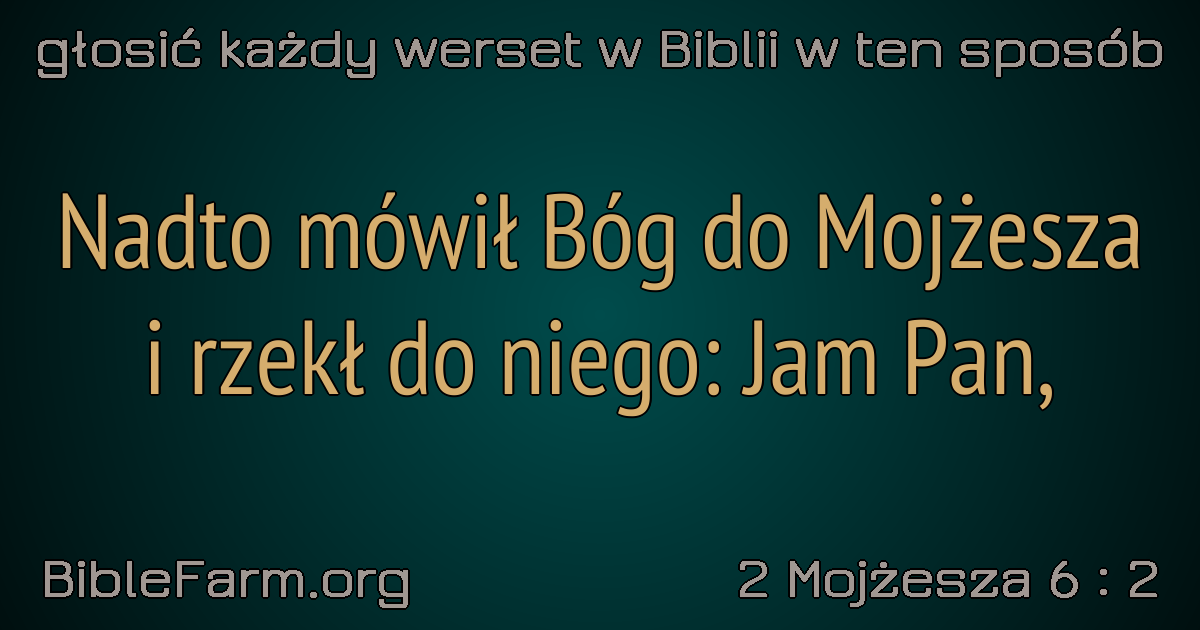 głosić każdy werset w Biblii w ten sposób
Nadto mówił Bóg do Mojżesza
i rzekł do niego: Jam Pan,
BibleFarm.org
2 Mojżesza 6 : 2